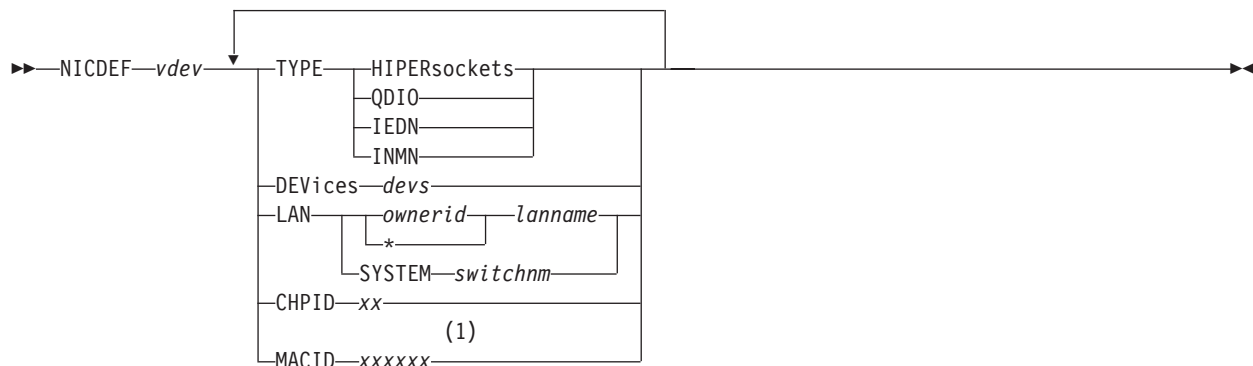 NICDEF vdev TYPE HIPERsockets
QDIO
IEDN
INMN
DEVices devs
LAN ownerid lanname
*
SYSTEM switchnm
CHPID xx
(1)
MACID xxxxxx